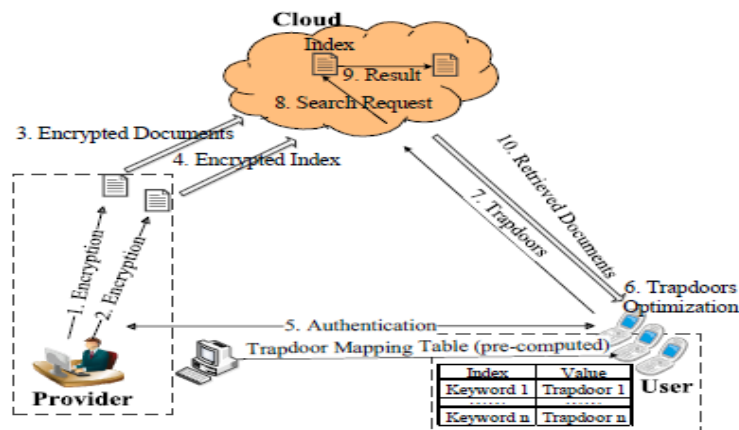 Cloud
Index
9. Result
8. Search Request
3. Encrypted Documents
4. Encrypted Index
10. Retrieved Documents
7. Trapdoors
1. Encryption
2. Encryption
6. Trapdoors
Optimization
5. Authentication
Trapdoor Mapping Table (pre-computed)
Provider
User
Index Value
Keyword 1 Trapdoor 1
...... ......
Keyword n Trapdoor n